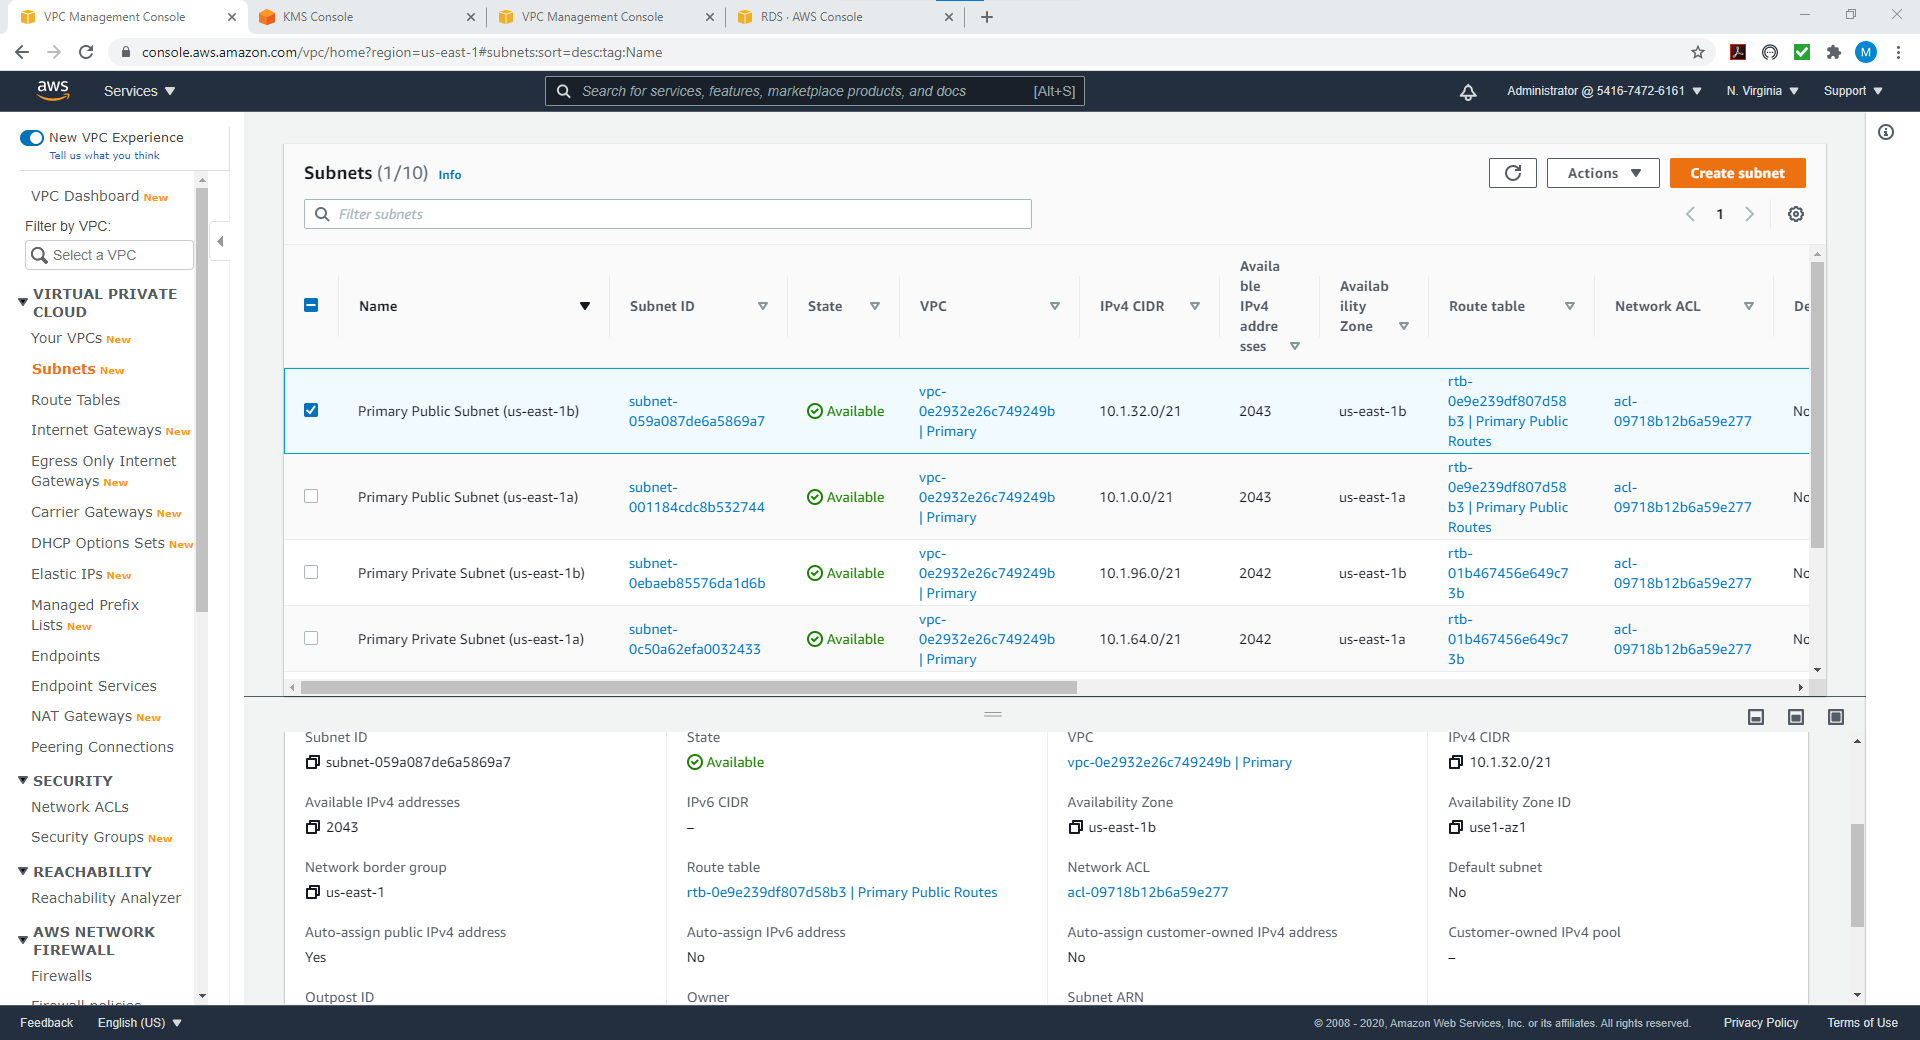 VPC Management Console
KMS Console
VPC Management Console
RDS · AWS Console
console.aws.amazon.com/vpc/home?region=us-east-1#subnets:sort=desc:tag:Name
M
aws
Services
Search for services, features, marketplace products, and docs
[Alt+S]
Administrator @ 5416-7472-6161
N. Virginia
Support
New VPC Experience
Tell us what you think
VPC Dashboard New
Filter by VPC:
Select a VPC
VIRTUAL PRIVATE
CLOUD
Your VPCs New
Subnets New
Route Tables
Internet Gateways New
Egress Only Internet
Gateways New
Carrier Gateways New
DHCP Options Sets New
Elastic IPs New
Managed Prefix
Lists New
Endpoints
Endpoint Services
NAT Gateways New
Peering Connections
SECURITY
Network ACLs
Security Groups New
REACHABILITY
Reachability Analyzer
AWS NETWORK
FIREWALL
Firewalls
Firewall policies
Subnets (1/10) Info
Actions
Create subnet
Filter subnets
1
Name
Subnet ID
State
VPC
IPv4 CIDR
Availa
ble
IPv4
addre
sses
Availab
ility
Zone
Route table
Network ACL
De
Primary Public Subnet (us-east-1b)
subnet-
059a087de6a5869a7
Available
vpc-
0e2932e26c749249b
| Primary
10.1.32.0/21
2043
us-east-1b
rtb-
0e9e239df807d58
b3 | Primary Public
Routes
acl-
09718b12b6a59e277
No
Primary Public Subnet (us-east-1a)
subnet-
001184cdc8b532744
Available
vpc-
0e2932e26c749249b
| Primary
10.1.0.0/21
2043
us-east-1a
rtb-
0e9e239df807d58
b3 | Primary Public
Routes
acl-
09718b12b6a59e277
No
Primary Private Subnet (us-east-1b)
subnet-
0ebaeb85576da1d6b
Available
vpc-
0e2932e26c749249b
| Primary
10.1.96.0/21
2042
us-east-1b
rtb-
01b467456e649c7
3b
acl-
09718b12b6a59e277
No
Primary Private Subnet (us-east-1a)
subnet-
0c50a62efa0032433
Available
vpc-
0e2932e26c749249b
| Primary
10.1.64.0/21
2042
us-east-1a
rtb-
01b467456e649c7
3b
acl-
09718b12b6a59e277
No
Subnet ID
subnet-059a087de6a5869a7
State
Available
VPC
vpc-0e2932e26c749249b | Primary
IPv4 CIDR
10.1.32.0/21
Available IPv4 addresses
2043
IPv6 CIDR
–
Availability Zone
us-east-1b
Availability Zone ID
use1-az1
Network border group
us-east-1
Route table
rtb-0e9e239df807d58b3 | Primary Public Routes
Network ACL
acl-09718b12b6a59e277
Default subnet
No
Auto-assign public IPv4 address
Yes
Auto-assign IPv6 address
No
Auto-assign customer-owned IPv4 address
No
Customer-owned IPv4 pool
–
Outpost ID
Owner
Subnet ARN
Feedback
English (US)
© 2008 - 2020, Amazon Web Services, Inc. or its affiliates. All rights reserved.
Privacy Policy
Terms of Use